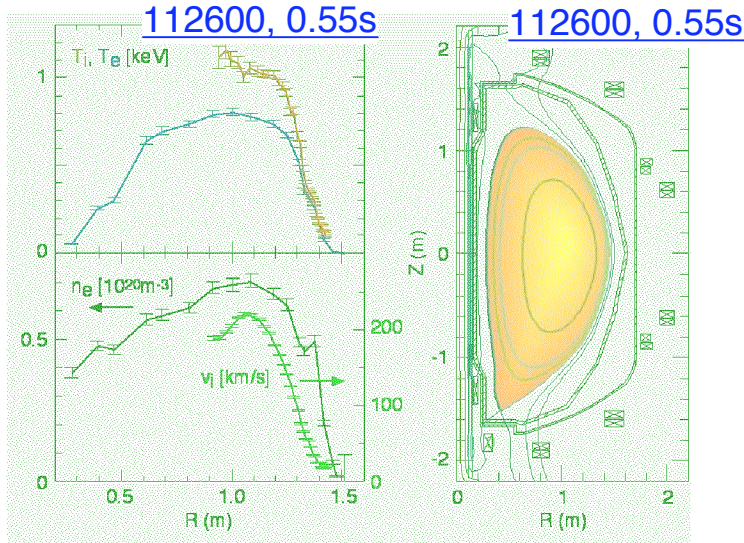 112600, 0.55s
112600, 0.55s
Tᵢ, Tₑ [keV]
1
0
nₑ [10²⁰m⁻³]
0.5
0
vᵢ [km/s]
200
100
0
0.5
1.0
1.5
R (m)
2
1
0
-1
-2
Z (m)
0
1
2
R (m)